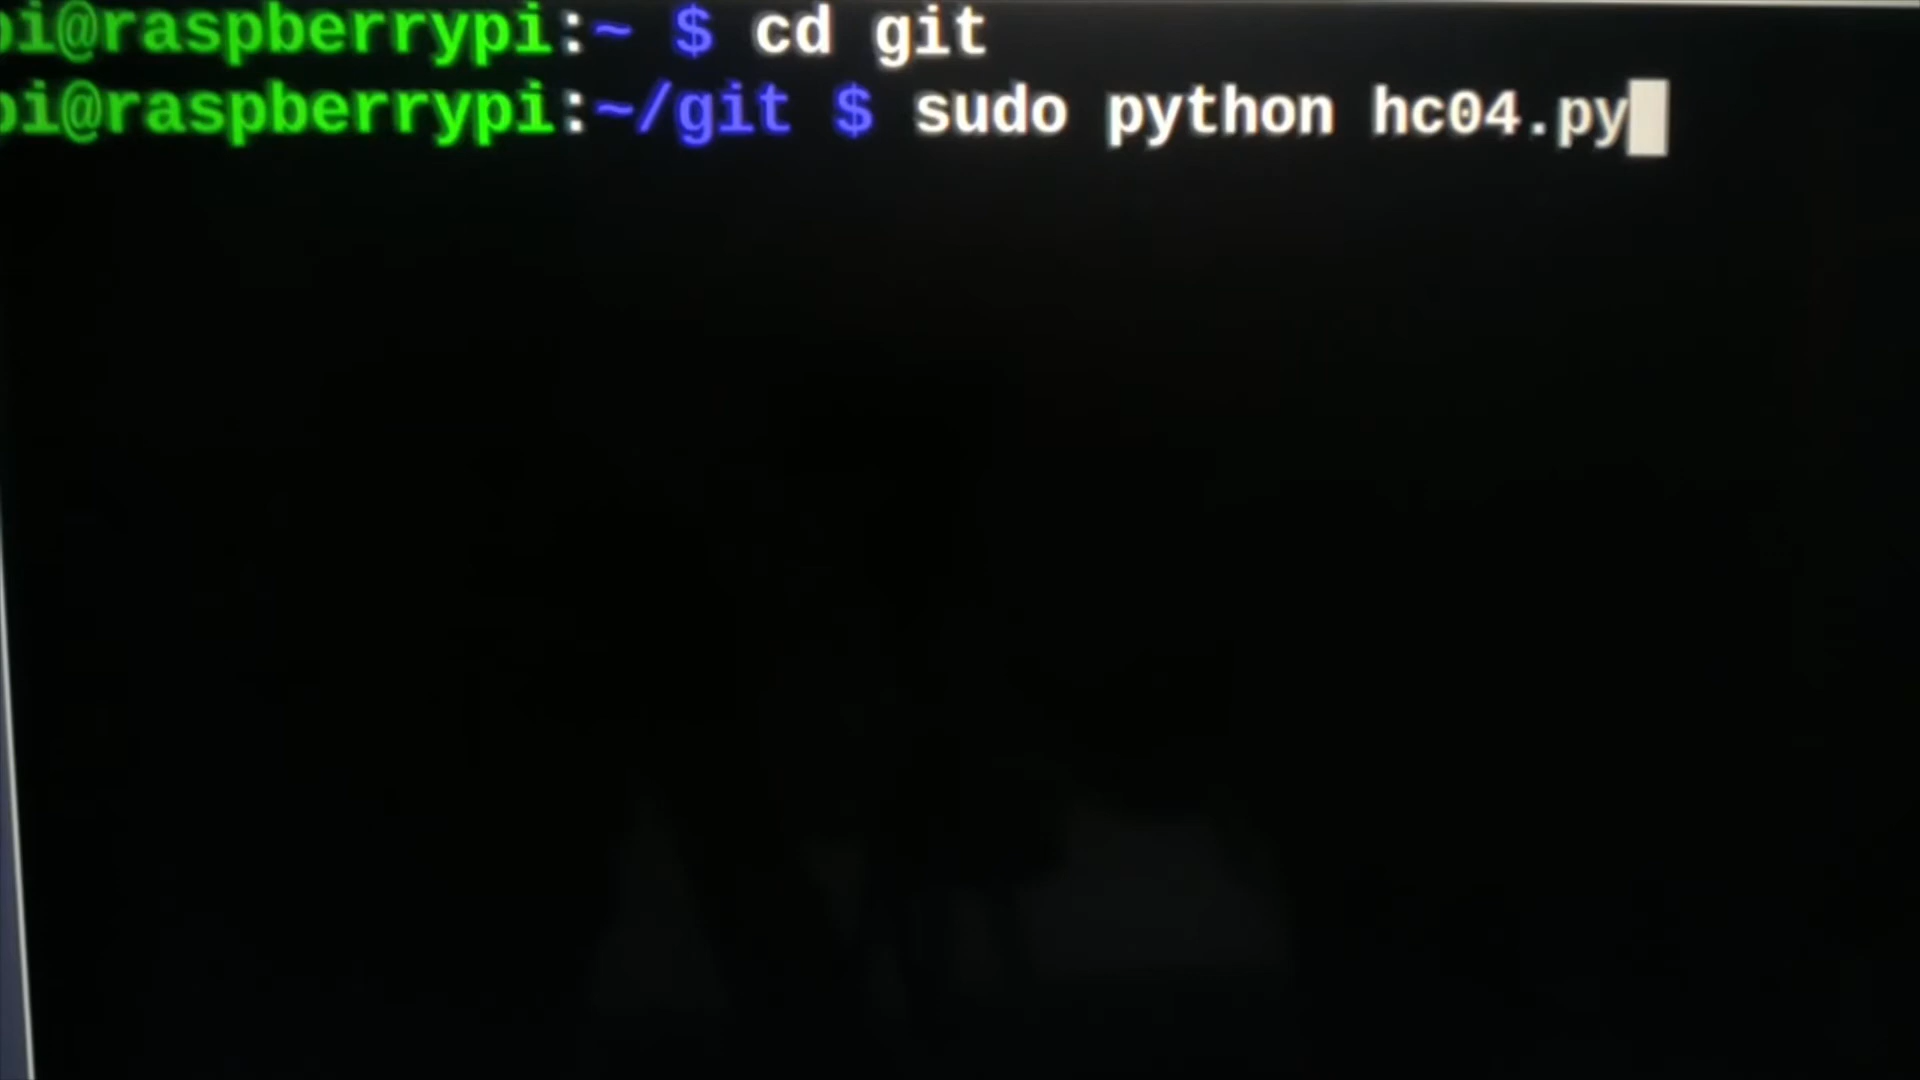 pi@raspberrypi:~ $ cd git
pi@raspberrypi:~/git $ sudo python hc04.py